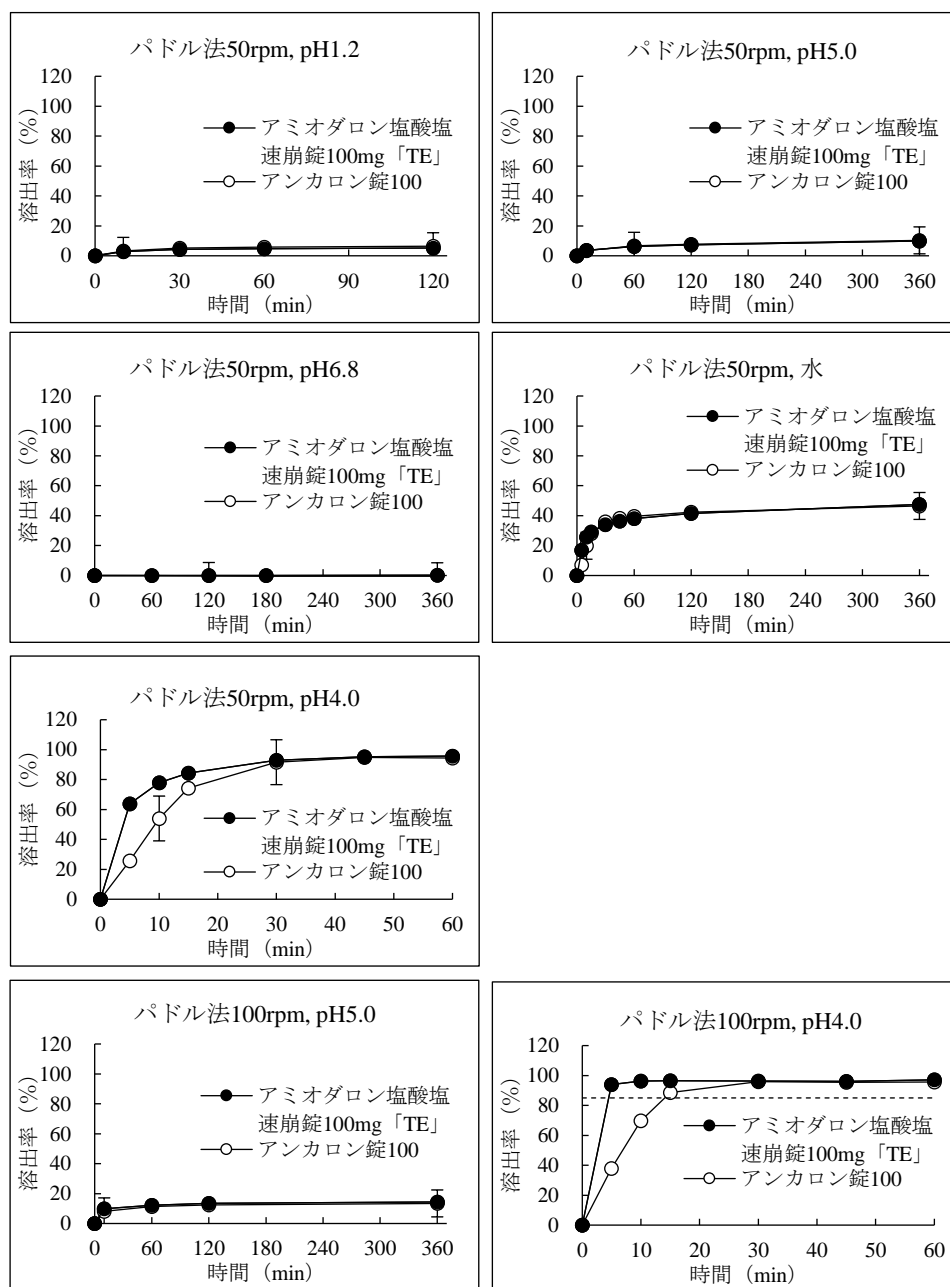 パドル法50rpm, pH1.2
120
100
80
60
40
20
0
溶出率（%）
アミオダロン塩酸塩
速崩錠100mg「TE」
アンカロン錠100
0 30 60 90 120
時間（min）
パドル法50rpm, pH5.0
120
100
80
60
40
20
0
溶出率（%）
アミオダロン塩酸塩
速崩錠100mg「TE」
アンカロン錠100
0 60 120 180 240 300 360
時間（min）
パドル法50rpm, pH6.8
120
100
80
60
40
20
0
溶出率（%）
アミオダロン塩酸塩
速崩錠100mg「TE」
アンカロン錠100
0 60 120 180 240 300 360
時間（min）
パドル法50rpm, 水
120
100
80
60
40
20
0
溶出率（%）
アミオダロン塩酸塩
速崩錠100mg「TE」
アンカロン錠100
0 60 120 180 240 300 360
時間（min）
パドル法50rpm, pH4.0
120
100
80
60
40
20
0
溶出率（%）
アミオダロン塩酸塩
速崩錠100mg「TE」
アンカロン錠100
0 10 20 30 40 50 60
時間（min）
パドル法100rpm, pH5.0
120
100
80
60
40
20
0
溶出率（%）
アミオダロン塩酸塩
速崩錠100mg「TE」
アンカロン錠100
0 60 120 180 240 300 360
時間（min）
パドル法100rpm, pH4.0
120
100
80
60
40
20
0
溶出率（%）
アミオダロン塩酸塩
速崩錠100mg「TE」
アンカロン錠100
0 10 20 30 40 50 60
時間（min）